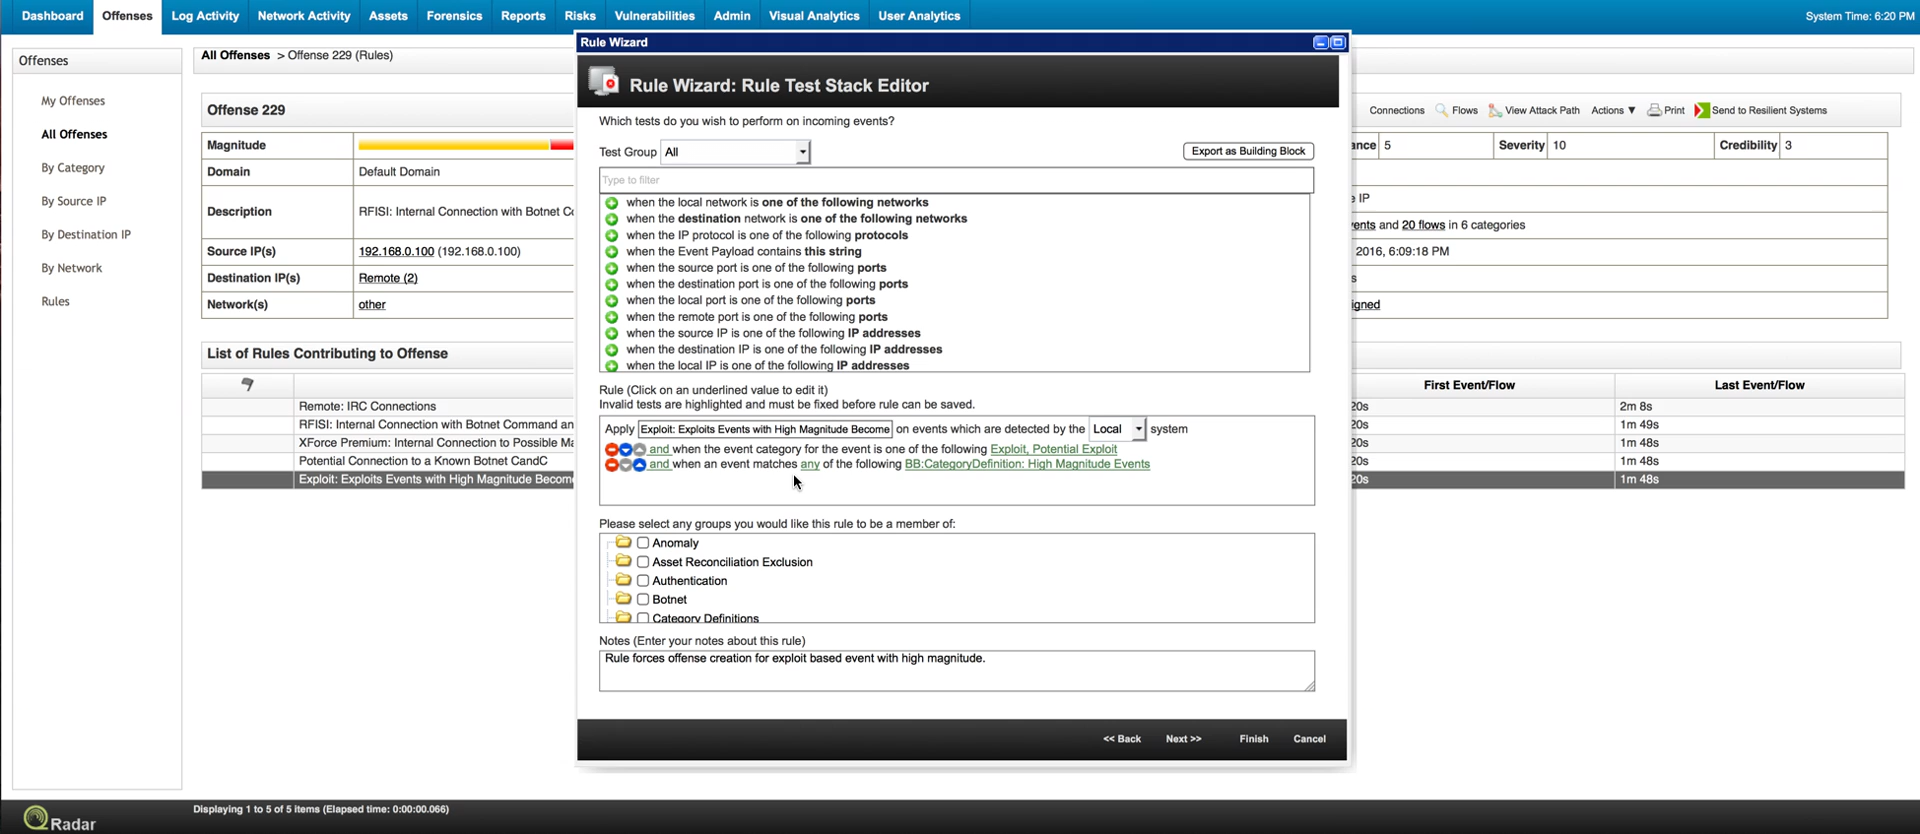 Dashboard Offenses Log Activity Network Activity Assets Forensics Reports Risks Vulnerabilities Admin Visual Analytics User Analytics System Time: 6:20 PM
Offenses
My Offenses
All Offenses
By Category
By Source IP
By Destination IP
By Network
Rules
All Offenses > Offense 229 (Rules)
Offense 229
Connections Flows View Attack Path Actions ▼ Print Send to Resilient Systems
Magnitude
ance 5 Severity 10 Credibility 3
Domain Default Domain
Description RFISI: Internal Connection with Botnet Co
e IP
ents and 20 flows in 6 categories
Source IP(s) 192.168.0.100 (192.168.0.100)
2016, 6:09:18 PM
Destination IP(s) Remote (2)
s
Network(s) other
igned
List of Rules Contributing to Offense
First Event/Flow Last Event/Flow
Remote: IRC Connections
20s 2m 8s
RFISI: Internal Connection with Botnet Command an
20s 1m 49s
XForce Premium: Internal Connection to Possible Ma
20s 1m 48s
Potential Connection to a Known Botnet CandC
20s 1m 48s
Exploit: Exploits Events with High Magnitude Become
20s 1m 48s
Rule Wizard
Rule Wizard: Rule Test Stack Editor
Which tests do you wish to perform on incoming events?
Test Group All Export as Building Block
Type to filter
when the local network is one of the following networks
when the destination network is one of the following networks
when the IP protocol is one of the following protocols
when the Event Payload contains this string
when the source port is one of the following ports
when the destination port is one of the following ports
when the local port is one of the following ports
when the remote port is one of the following ports
when the source IP is one of the following IP addresses
when the destination IP is one of the following IP addresses
when the local IP is one of the following IP addresses
Rule (Click on an underlined value to edit it)
Invalid tests are highlighted and must be fixed before rule can be saved.
Apply Exploit: Exploits Events with High Magnitude Become on events which are detected by the Local system
and when the event category for the event is one of the following Exploit, Potential Exploit
and when an event matches any of the following BB:CategoryDefinition: High Magnitude Events
Please select any groups you would like this rule to be a member of:
Anomaly
Asset Reconciliation Exclusion
Authentication
Botnet
Category Definitions
Notes (Enter your notes about this rule)
Rule forces offense creation for exploit based event with high magnitude.
<< Back Next >> Finish Cancel
Displaying 1 to 5 of 5 items (Elapsed time: 0:00:00.066)
Radar